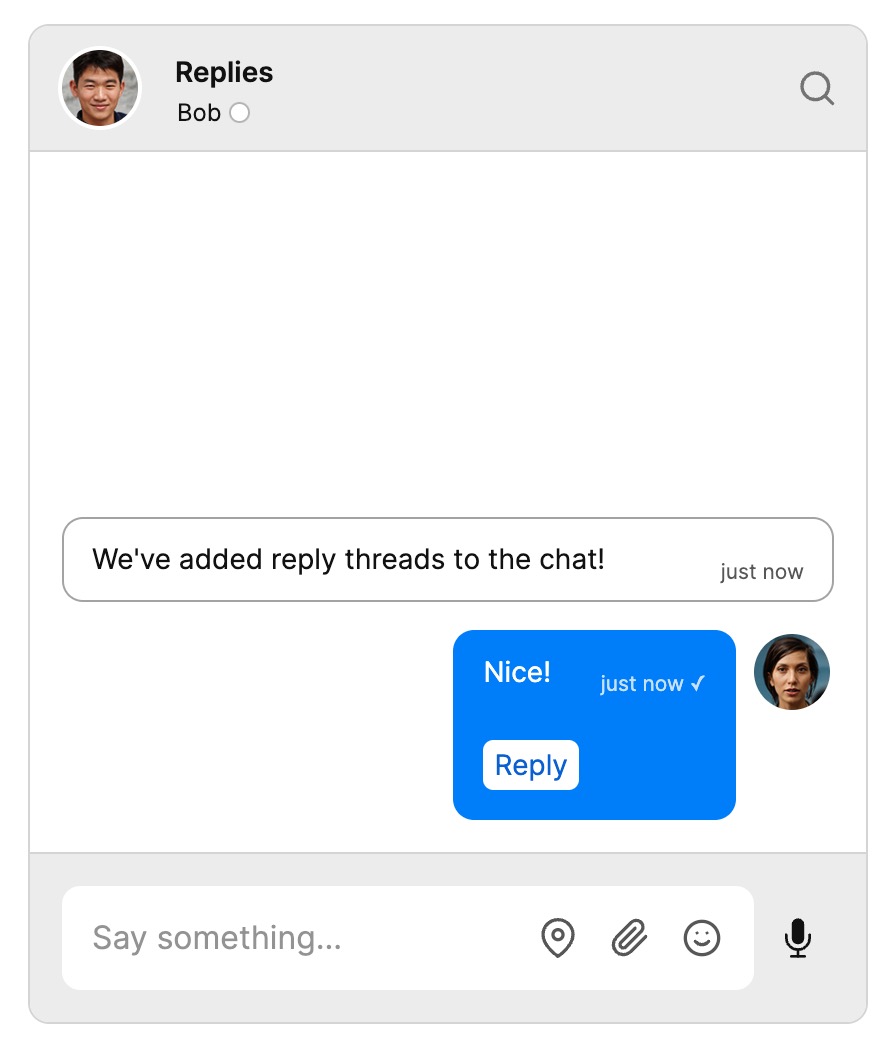 Replies
Bob
We've added reply threads to the chat!
just now
Nice!
just now ✓
Reply
Say something...